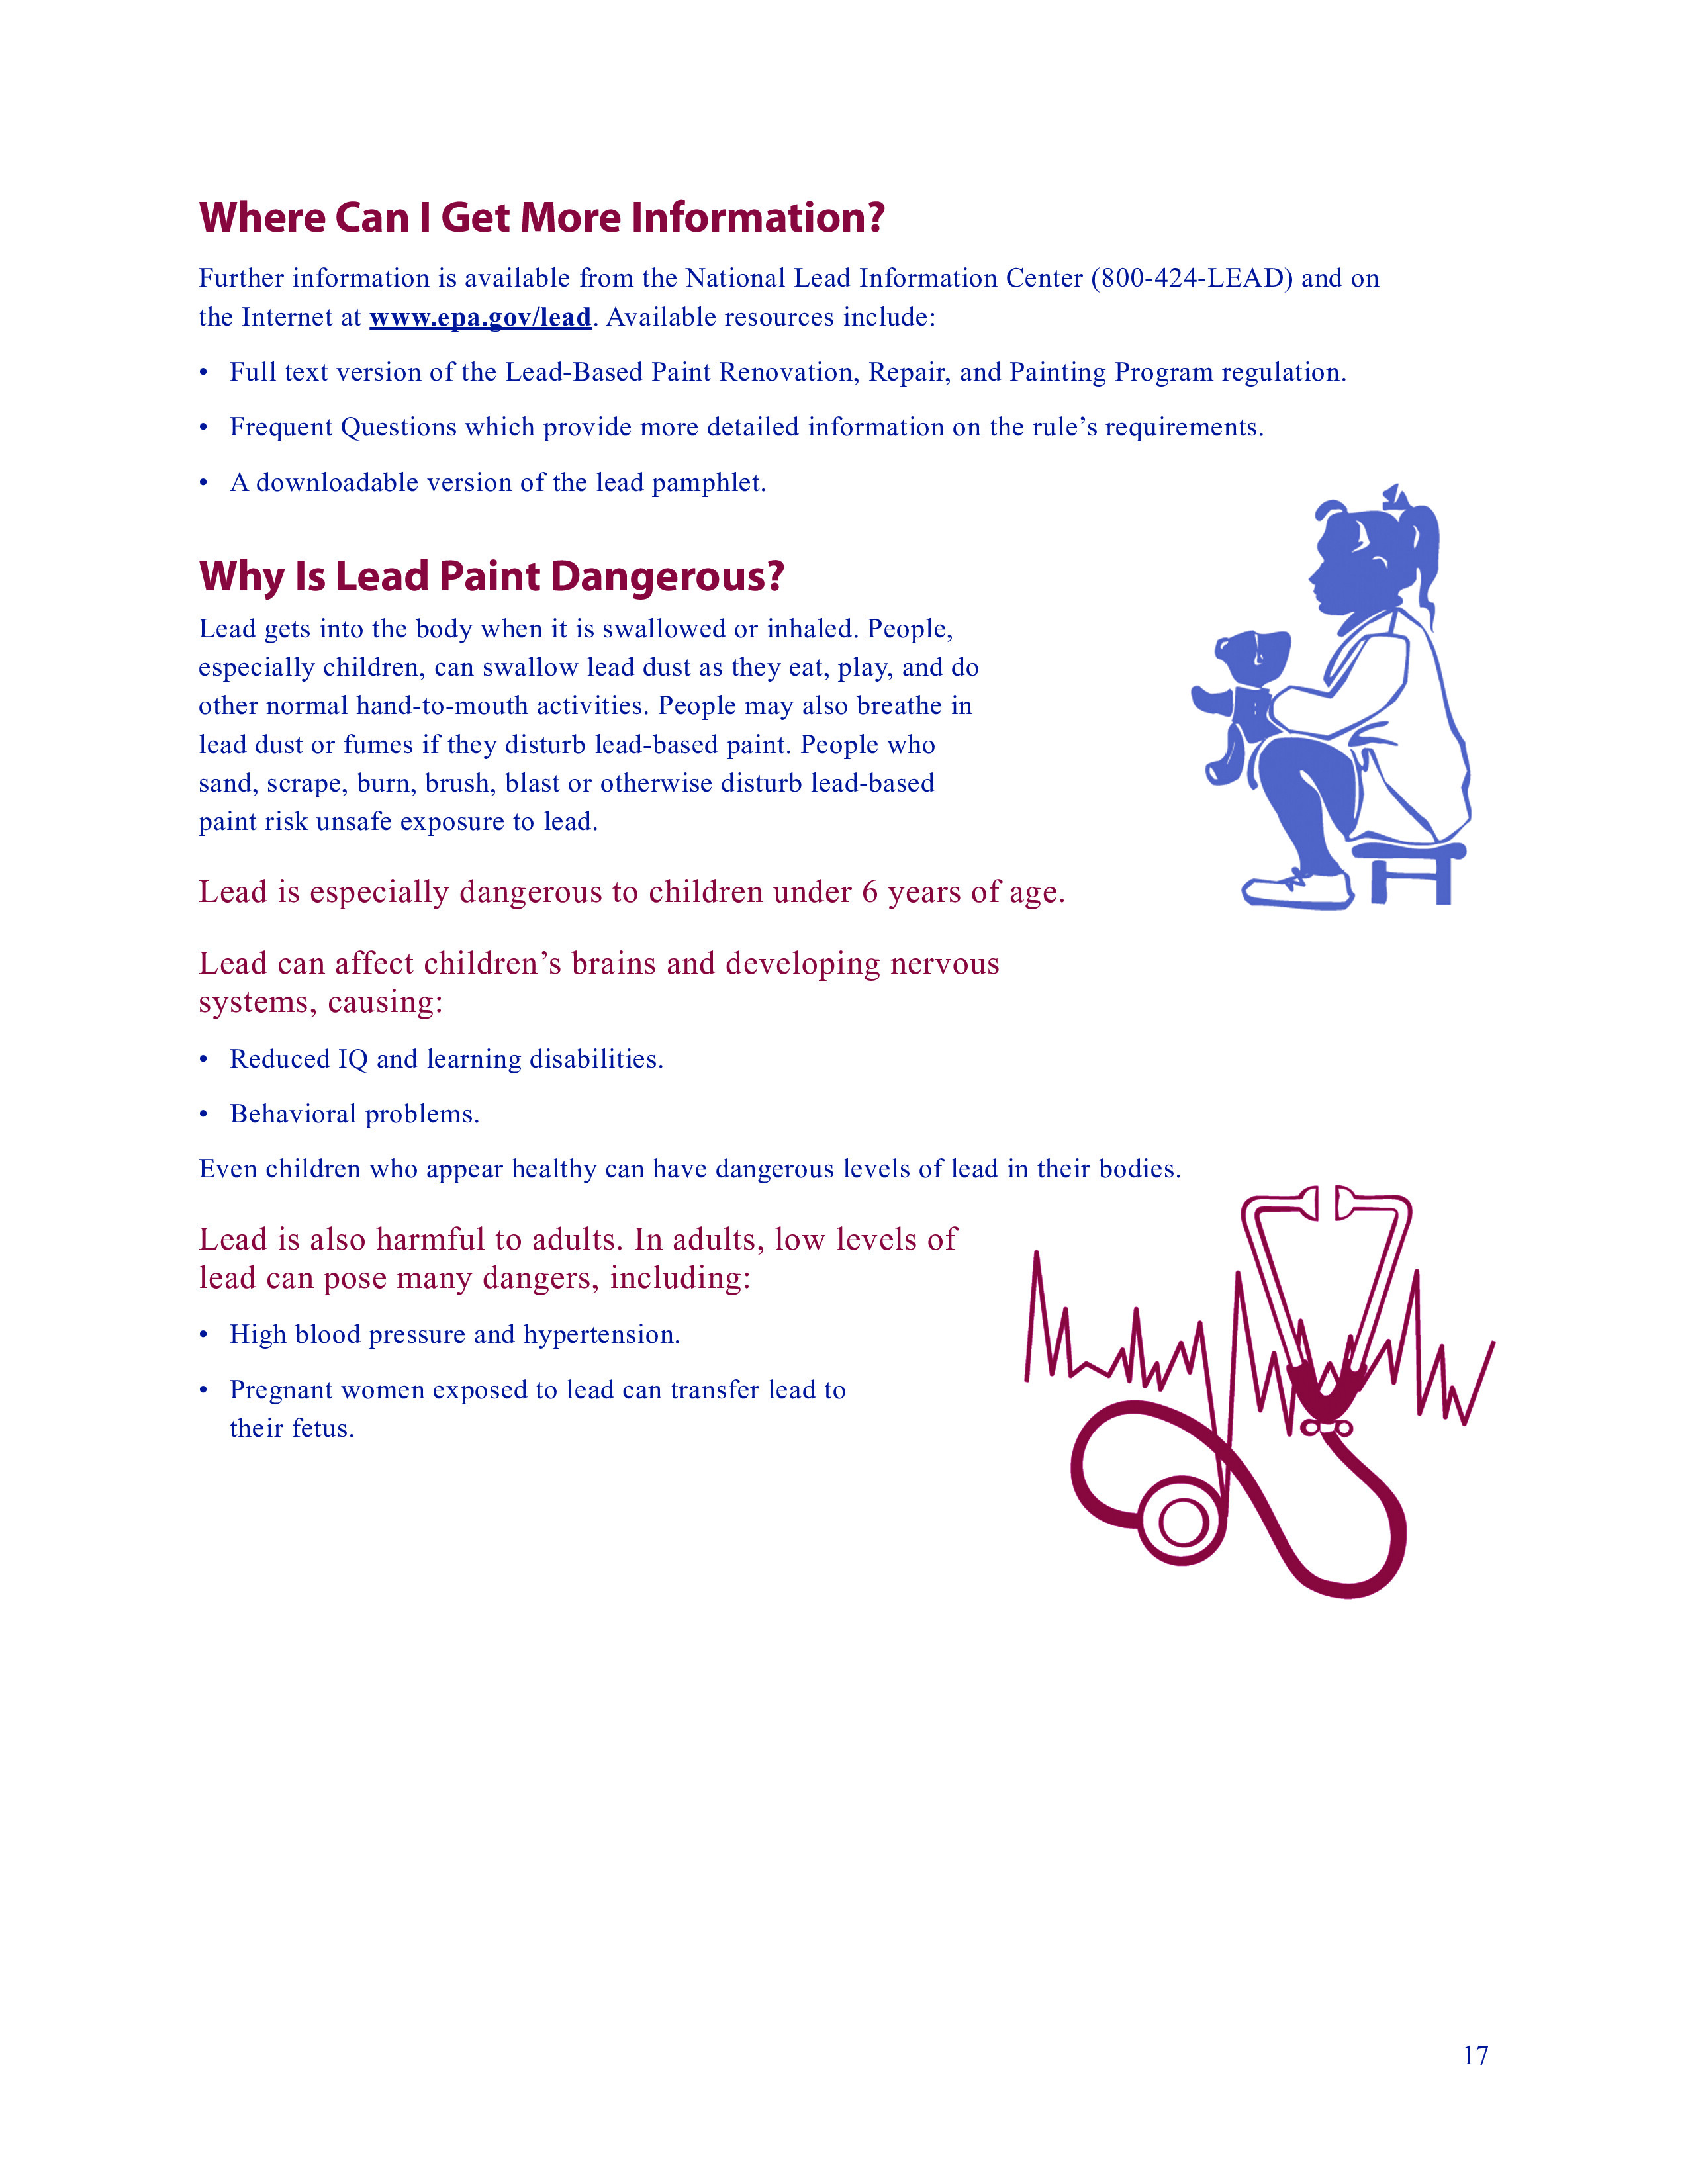 Where Can I Get More Information?
Further information is available from the National Lead Information Center (800-424-LEAD) and on
the Internet at www.epa.gov/lead. Available resources include:
• Full text version of the Lead-Based Paint Renovation, Repair, and Painting Program regulation.
• Frequent Questions which provide more detailed information on the rule’s requirements.
• A downloadable version of the lead pamphlet.
Why Is Lead Paint Dangerous?
Lead gets into the body when it is swallowed or inhaled. People,
especially children, can swallow lead dust as they eat, play, and do
other normal hand-to-mouth activities. People may also breathe in
lead dust or fumes if they disturb lead-based paint. People who
sand, scrape, burn, brush, blast or otherwise disturb lead-based
paint risk unsafe exposure to lead.
Lead is especially dangerous to children under 6 years of age.
Lead can affect children’s brains and developing nervous
systems, causing:
• Reduced IQ and learning disabilities.
• Behavioral problems.
Even children who appear healthy can have dangerous levels of lead in their bodies.
Lead is also harmful to adults. In adults, low levels of
lead can pose many dangers, including:
• High blood pressure and hypertension.
• Pregnant women exposed to lead can transfer lead to
their fetus.
17